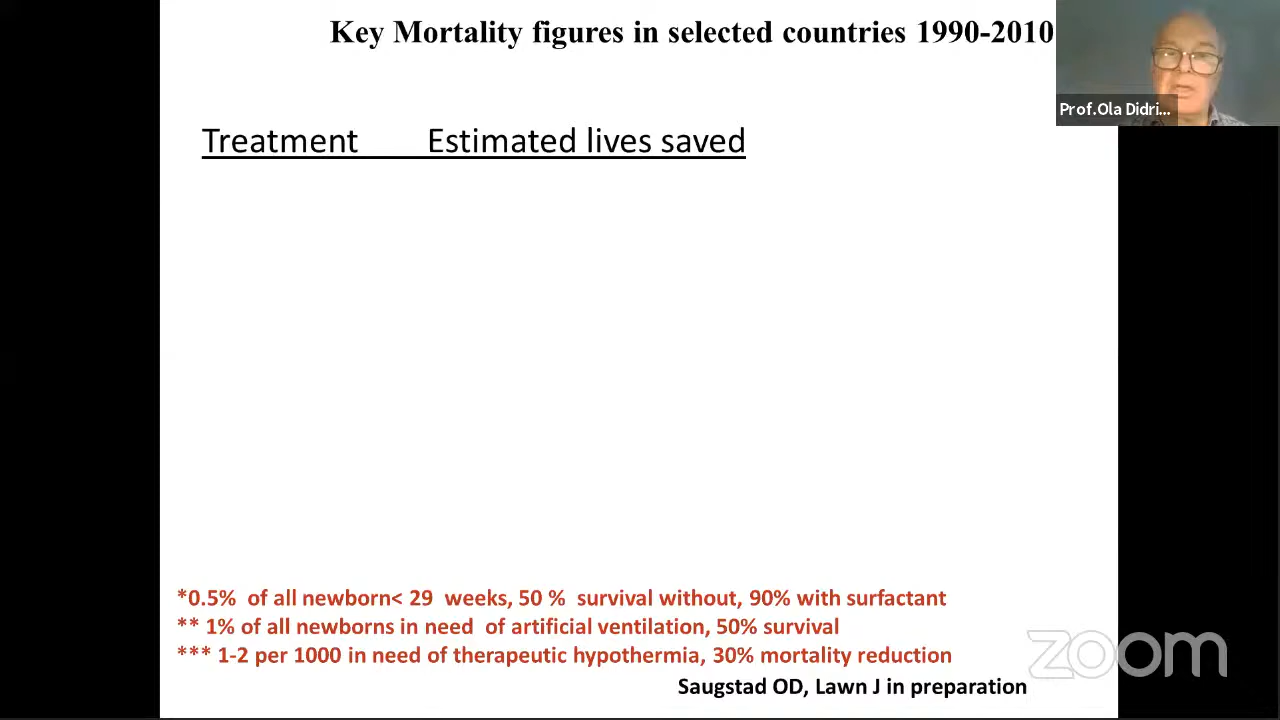 Key Mortality figures in selected countries 1990-2010
Prof.Ola Didri...
Treatment Estimated lives saved
*0.5% of all newborn< 29 weeks, 50 % survival without, 90% with surfactant
** 1% of all newborns in need of artificial ventilation, 50% survival
*** 1-2 per 1000 in need of therapeutic hypothermia, 30% mortality reduction
Saugstad OD, Lawn J in preparation
zoom